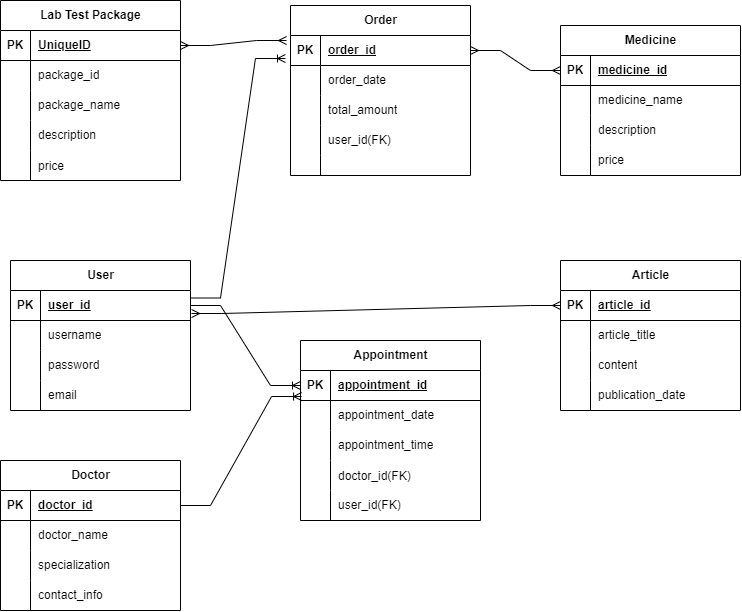 Lab Test Package
PK UniqueID
package_id
package_name
description
price
Order
PK order_id
order_date
total_amount
user_id(FK)
Medicine
PK medicine_id
medicine_name
description
price
User
PK user_id
username
password
email
Article
PK article_id
article_title
content
publication_date
Appointment
PK appointment_id
appointment_date
appointment_time
doctor_id(FK)
user_id(FK)
Doctor
PK doctor_id
doctor_name
specialization
contact_info